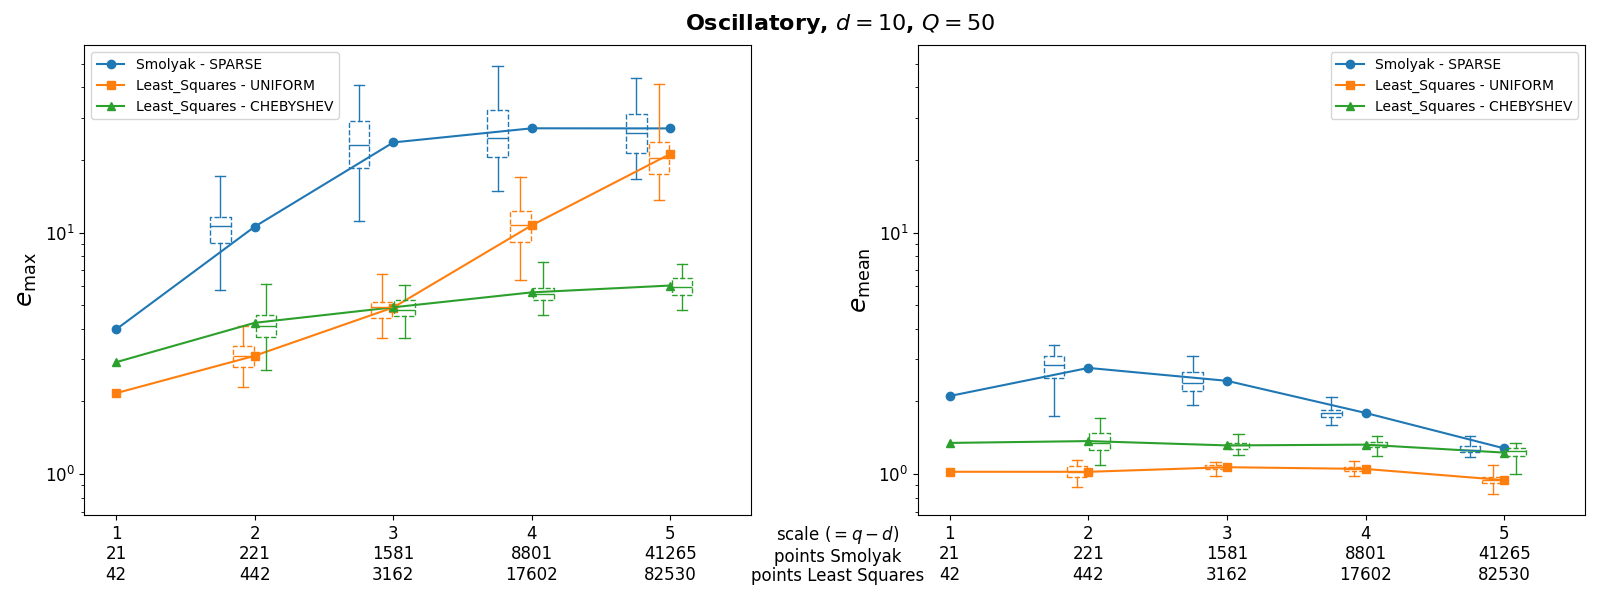 Oscillatory, d = 10, Q = 50
Smolyak - SPARSE
Least_Squares - UNIFORM
Least_Squares - CHEBYSHEV
e_max
10^1
10^0
1 2 3 4 5
21 221 1581 8801 41265
42 442 3162 17602 82530
scale (= q − d)
points Smolyak
points Least Squares
Smolyak - SPARSE
Least_Squares - UNIFORM
Least_Squares - CHEBYSHEV
e_mean
10^1
10^0
1 2 3 4 5
21 221 1581 8801 41265
42 442 3162 17602 82530